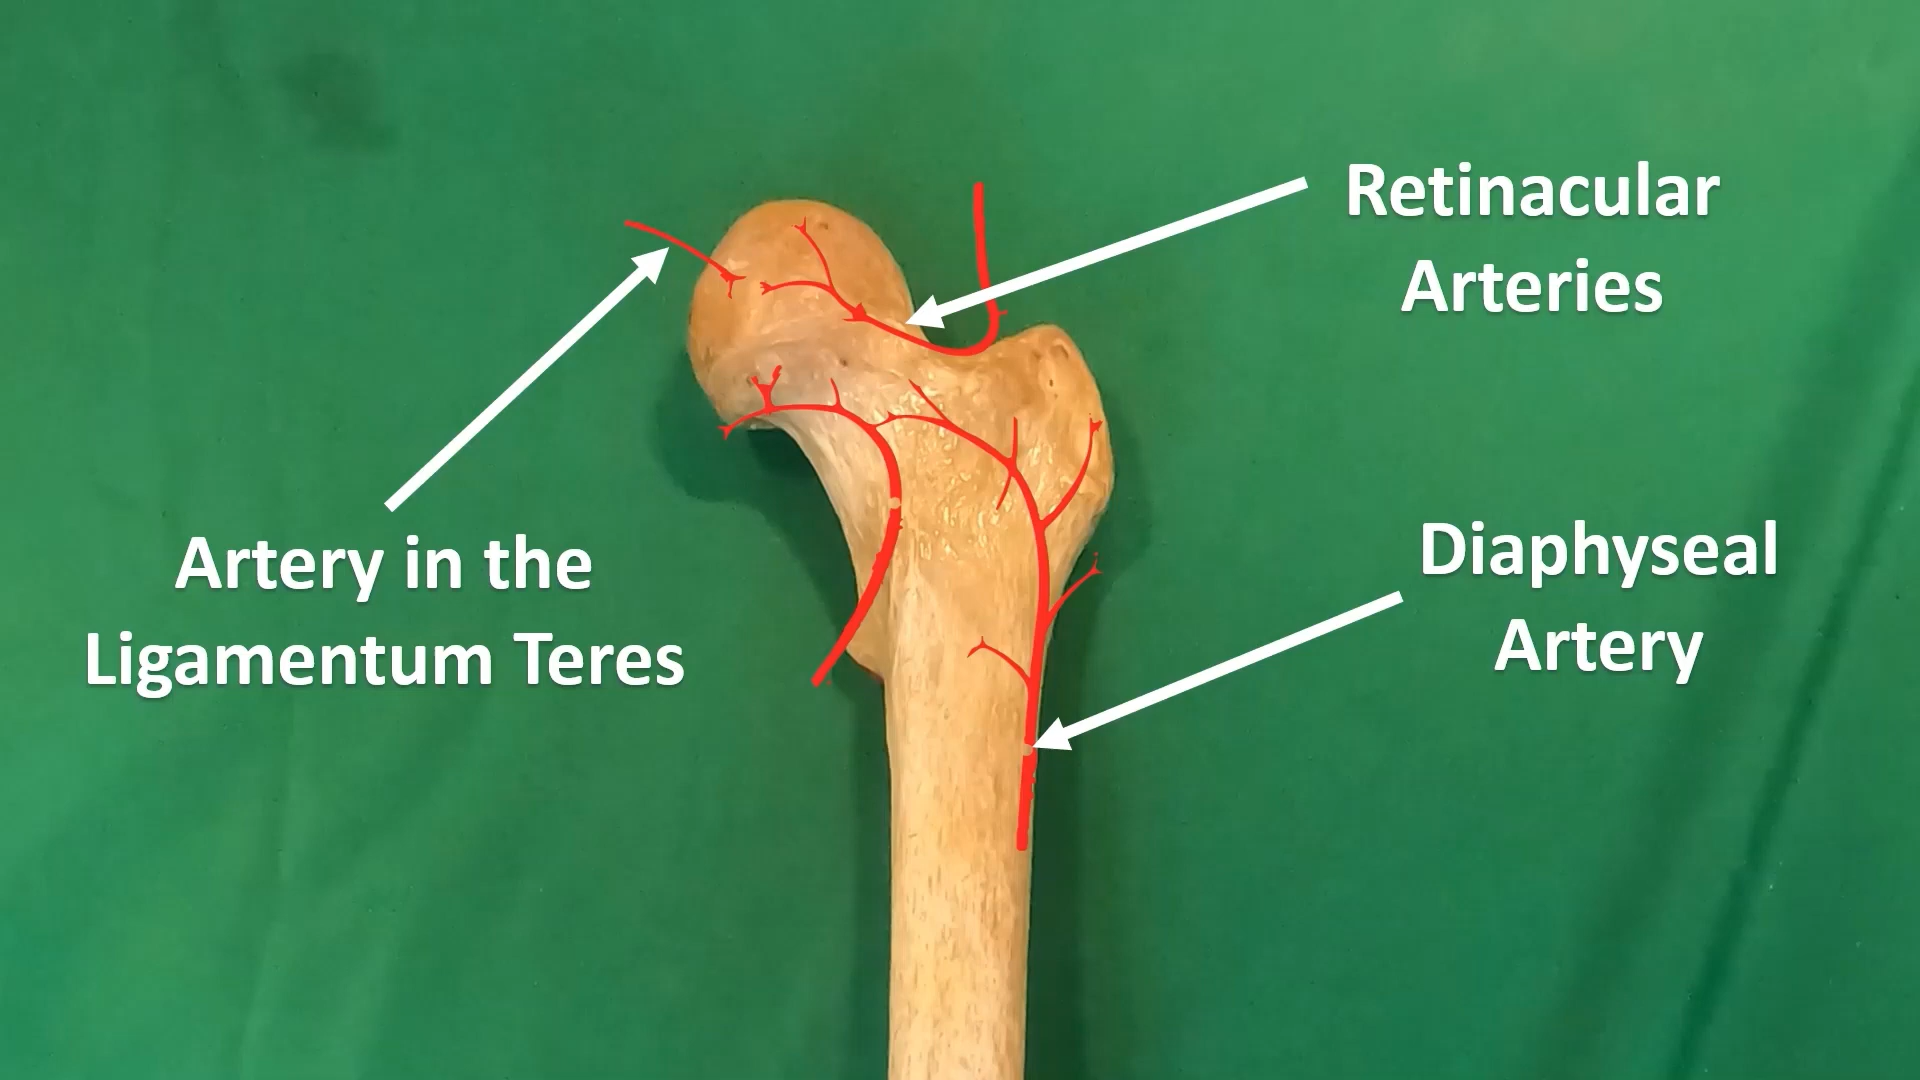 Retinacular
Arteries
Artery in the
Ligamentum Teres
Diaphyseal
Artery